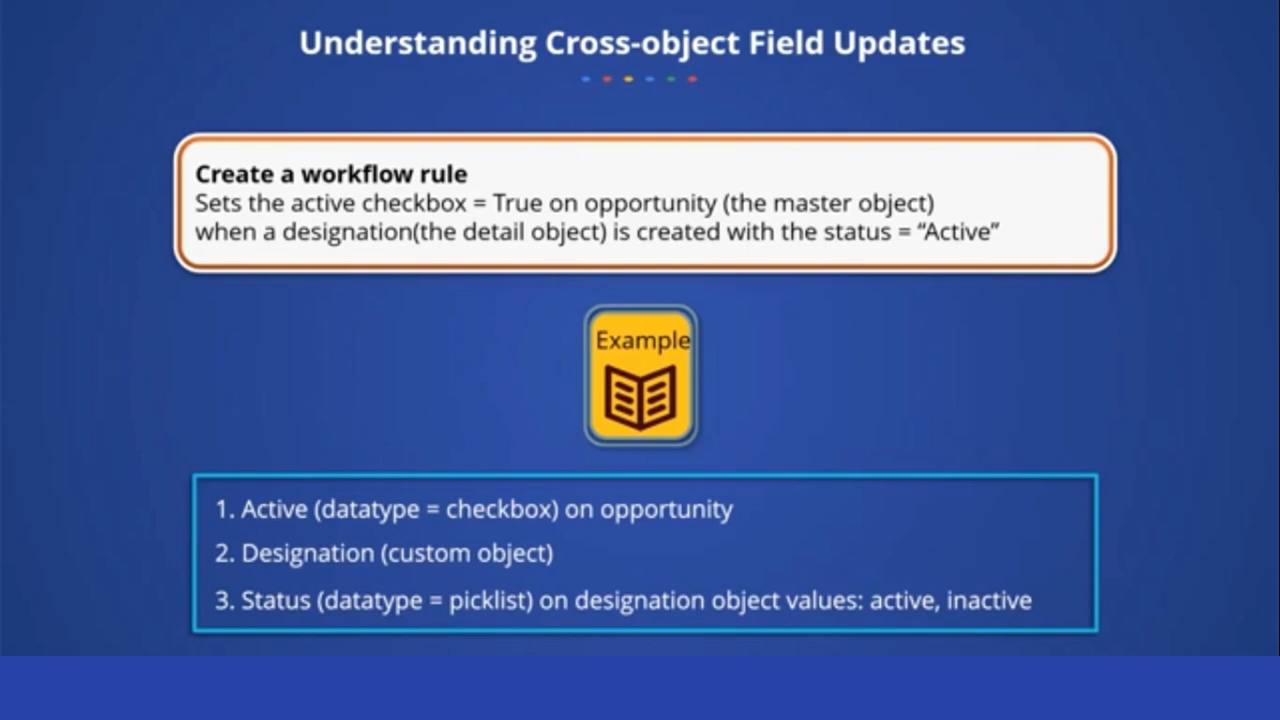 Understanding Cross-object Field Updates
Create a workflow rule
Sets the active checkbox = True on opportunity (the master object)
when a designation(the detail object) is created with the status = “Active”
Example
1. Active (datatype = checkbox) on opportunity
2. Designation (custom object)
3. Status (datatype = picklist) on designation object values: active, inactive